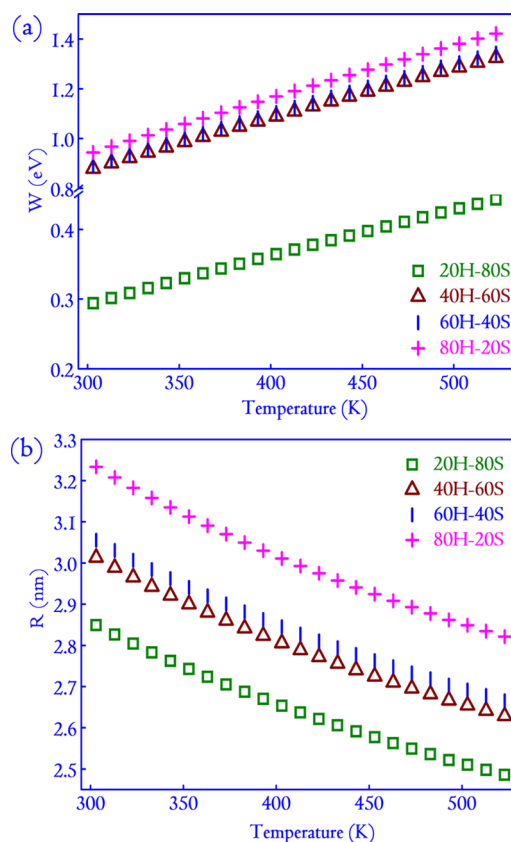 (a)
1.4
1.2
1.0
0.8
0.4
0.3
0.2
W (eV)
20H-80S
40H-60S
60H-40S
80H-20S
300 350 400 450 500
Temperature (K)
(b)
3.3
3.2
3.1
3.0
2.9
2.8
2.7
2.6
2.5
R (nm)
20H-80S
40H-60S
60H-40S
80H-20S
300 350 400 450 500
Temperature (K)